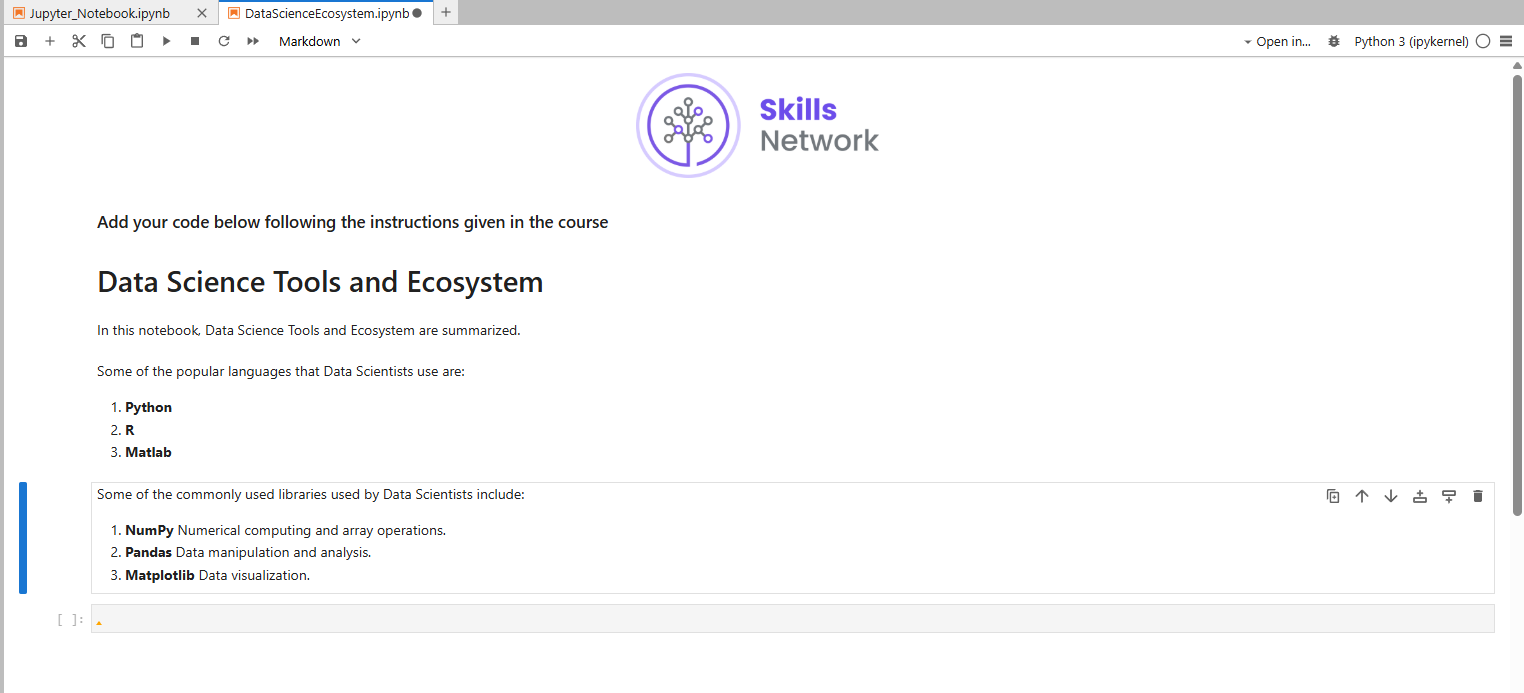 Jupyter_Notebook.ipynb
DataScienceEcosystem.ipynb
Markdown
Open in...
Python 3 (ipykernel)
Skills
Network
Add your code below following the instructions given in the course
Data Science Tools and Ecosystem
In this notebook, Data Science Tools and Ecosystem are summarized.
Some of the popular languages that Data Scientists use are:
1. Python
2. R
3. Matlab
Some of the commonly used libraries used by Data Scientists include:
1. NumPy Numerical computing and array operations.
2. Pandas Data manipulation and analysis.
3. Matplotlib Data visualization.
[ ]: